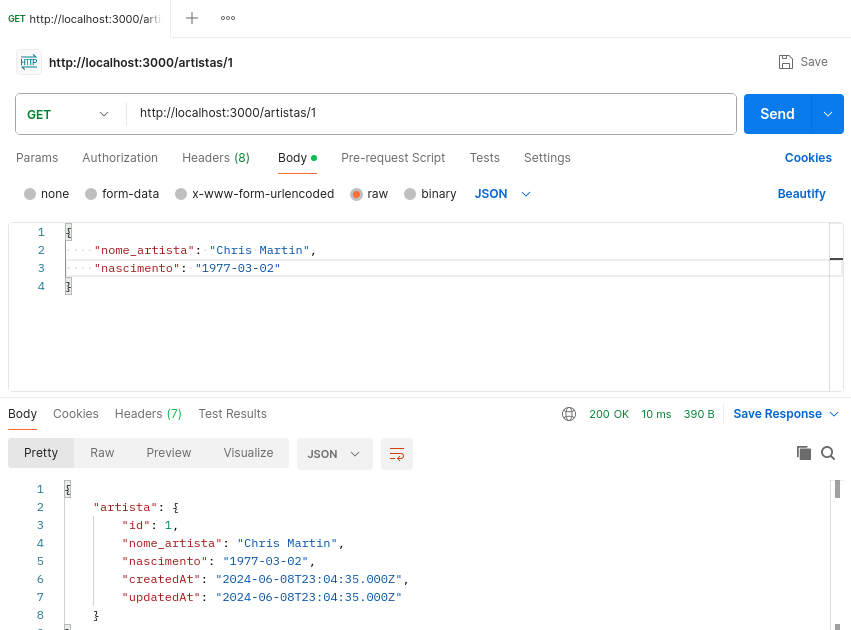 GET http://localhost:3000/arti
HTTP http://localhost:3000/artistas/1 Save
GET http://localhost:3000/artistas/1 Send
Params Authorization Headers (8) Body Pre-request Script Tests Settings Cookies
none form-data x-www-form-urlencoded raw binary JSON Beautify
1 {
2 "nome_artista": "Chris Martin",
3 "nascimento": "1977-03-02"
4 }
Body Cookies Headers (7) Test Results 200 OK 10 ms 390 B Save Response
Pretty Raw Preview Visualize JSON
1 {
2 "artista": {
3 "id": 1,
4 "nome_artista": "Chris Martin",
5 "nascimento": "1977-03-02",
6 "createdAt": "2024-06-08T23:04:35.000Z",
7 "updatedAt": "2024-06-08T23:04:35.000Z"
8 }